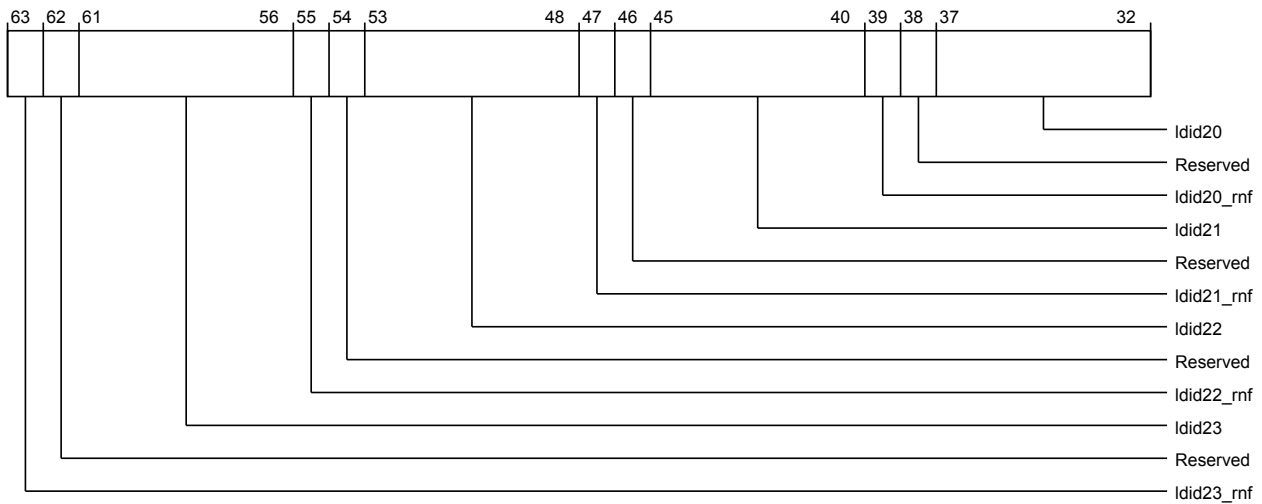 63 62 61 56 55 54 53 48 47 46 45 40 39 38 37 32
ldid20
Reserved
ldid20_rnf
ldid21
Reserved
ldid21_rnf
ldid22
Reserved
ldid22_rnf
ldid23
Reserved
ldid23_rnf